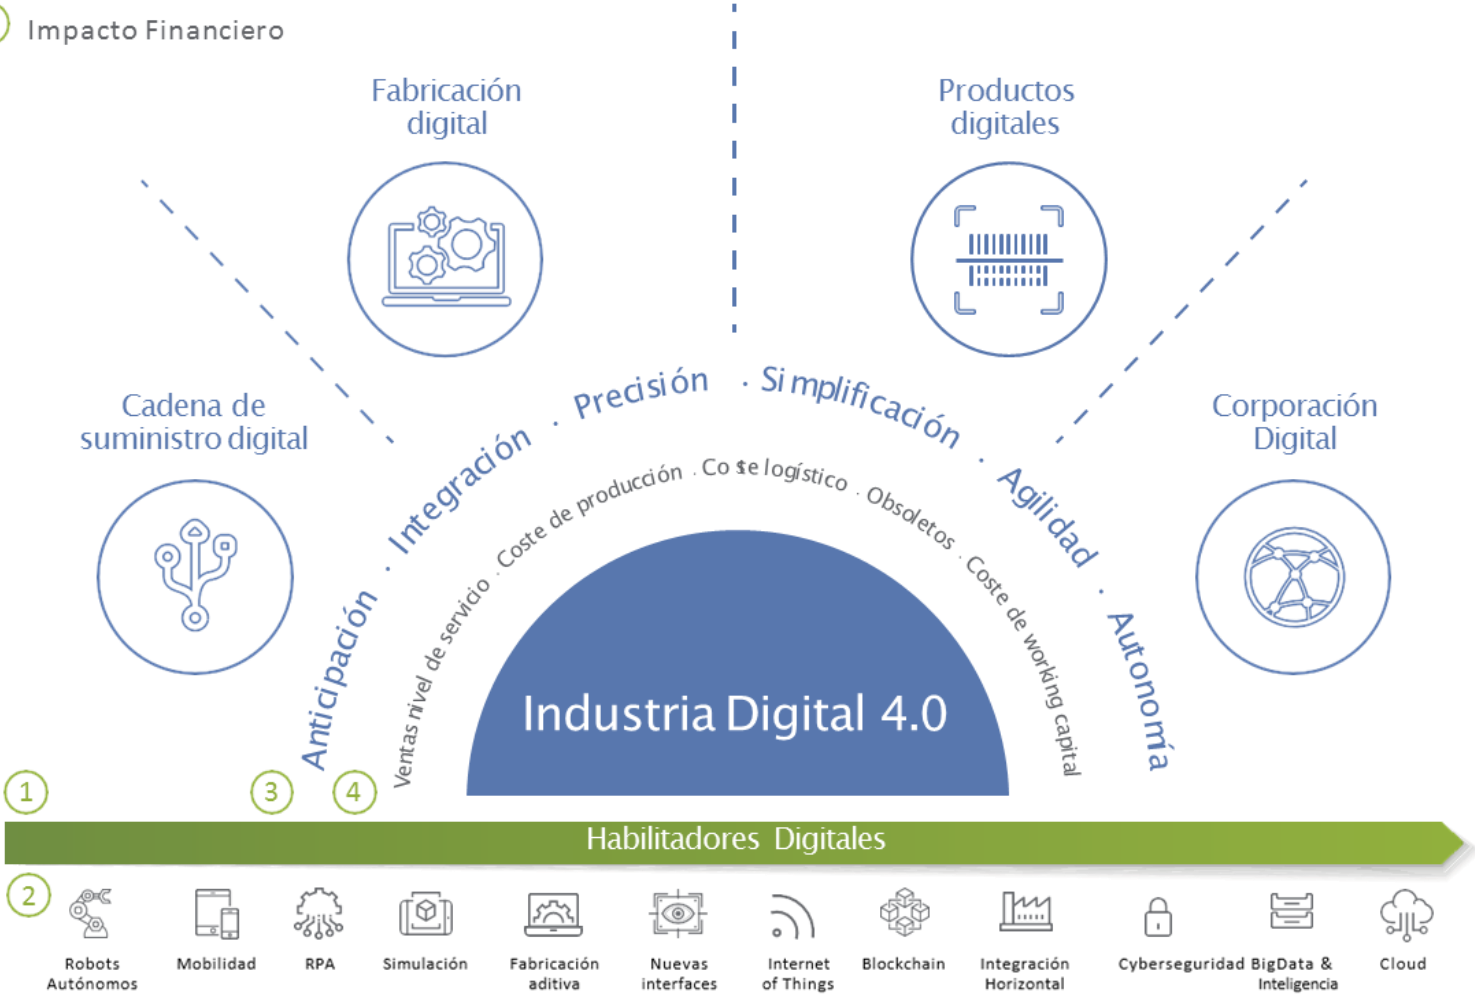 Impacto Financiero
Fabricación
digital
Productos
digitales
Cadena de
suministro digital
Corporación
Digital
Anticipación . Integración . Precisión . Simplificación . Agilidad . Autonomía
Ventas nivel de servicio . Coste de producción . Coste logístico . Obsoletos . Coste de working capital
Industria Digital 4.0
1
3
4
Habilitadores Digitales
2
Robots
Autónomos
Mobilidad
RPA
Simulación
Fabricación
aditiva
Nuevas
interfaces
Internet
of Things
Blockchain
Integración
Horizontal
Cyberseguridad
BigData &
Inteligencia
Cloud